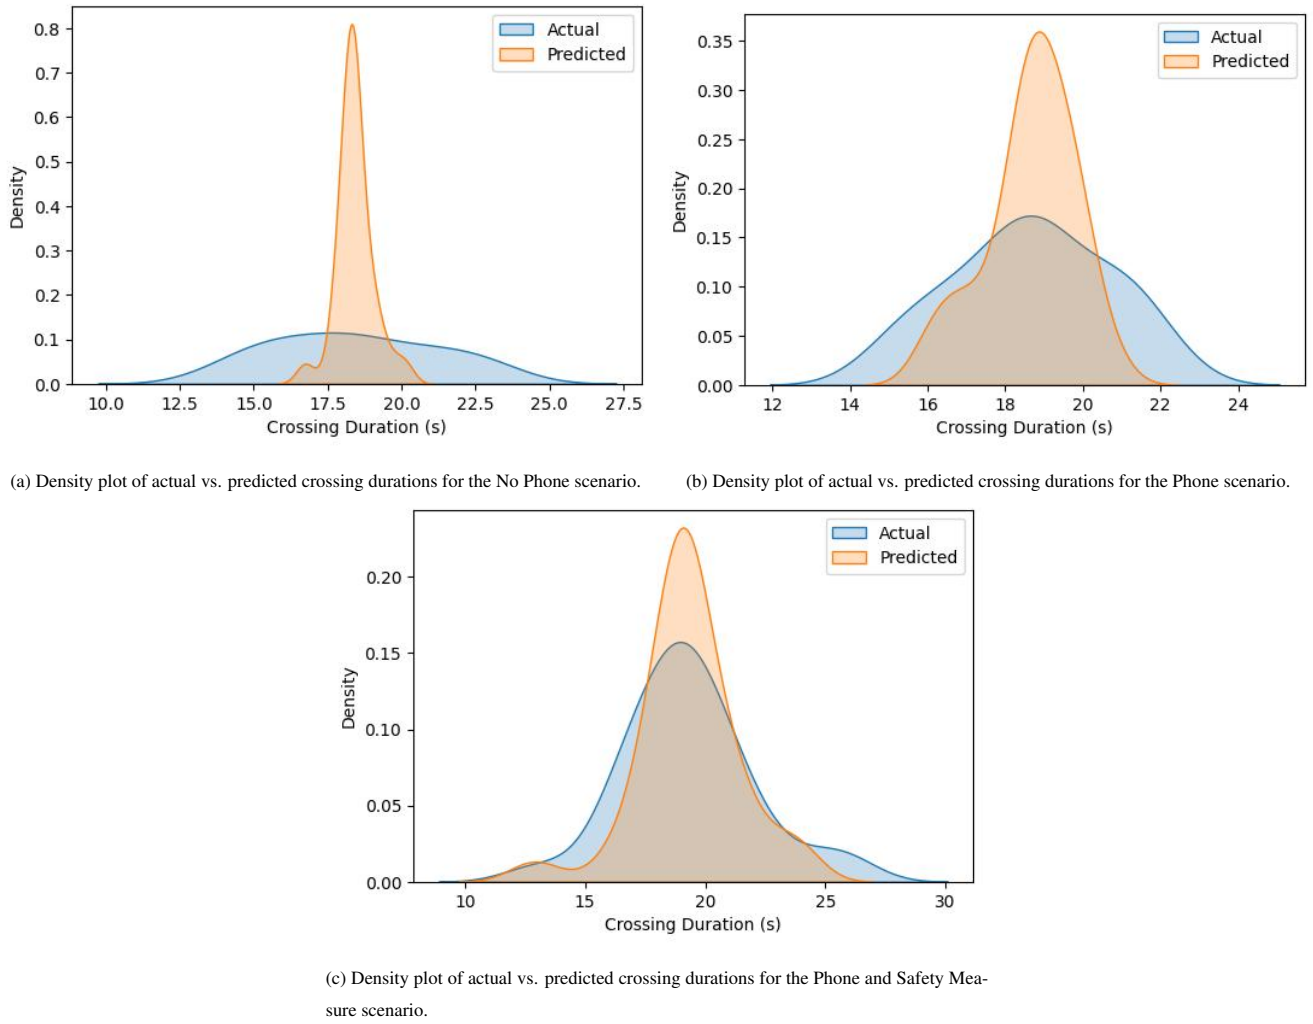 Actual
Predicted
0.8
0.7
0.6
0.5
0.4
0.3
0.2
0.1
0.0
Density
10.0 12.5 15.0 17.5 20.0 22.5 25.0 27.5
Crossing Duration (s)
(a) Density plot of actual vs. predicted crossing durations for the No Phone scenario.
Actual
Predicted
0.35
0.30
0.25
0.20
0.15
0.10
0.05
0.00
Density
12 14 16 18 20 22 24
Crossing Duration (s)
(b) Density plot of actual vs. predicted crossing durations for the Phone scenario.
Actual
Predicted
0.20
0.15
0.10
0.05
0.00
Density
10 15 20 25 30
Crossing Duration (s)
(c) Density plot of actual vs. predicted crossing durations for the Phone and Safety Mea-
sure scenario.